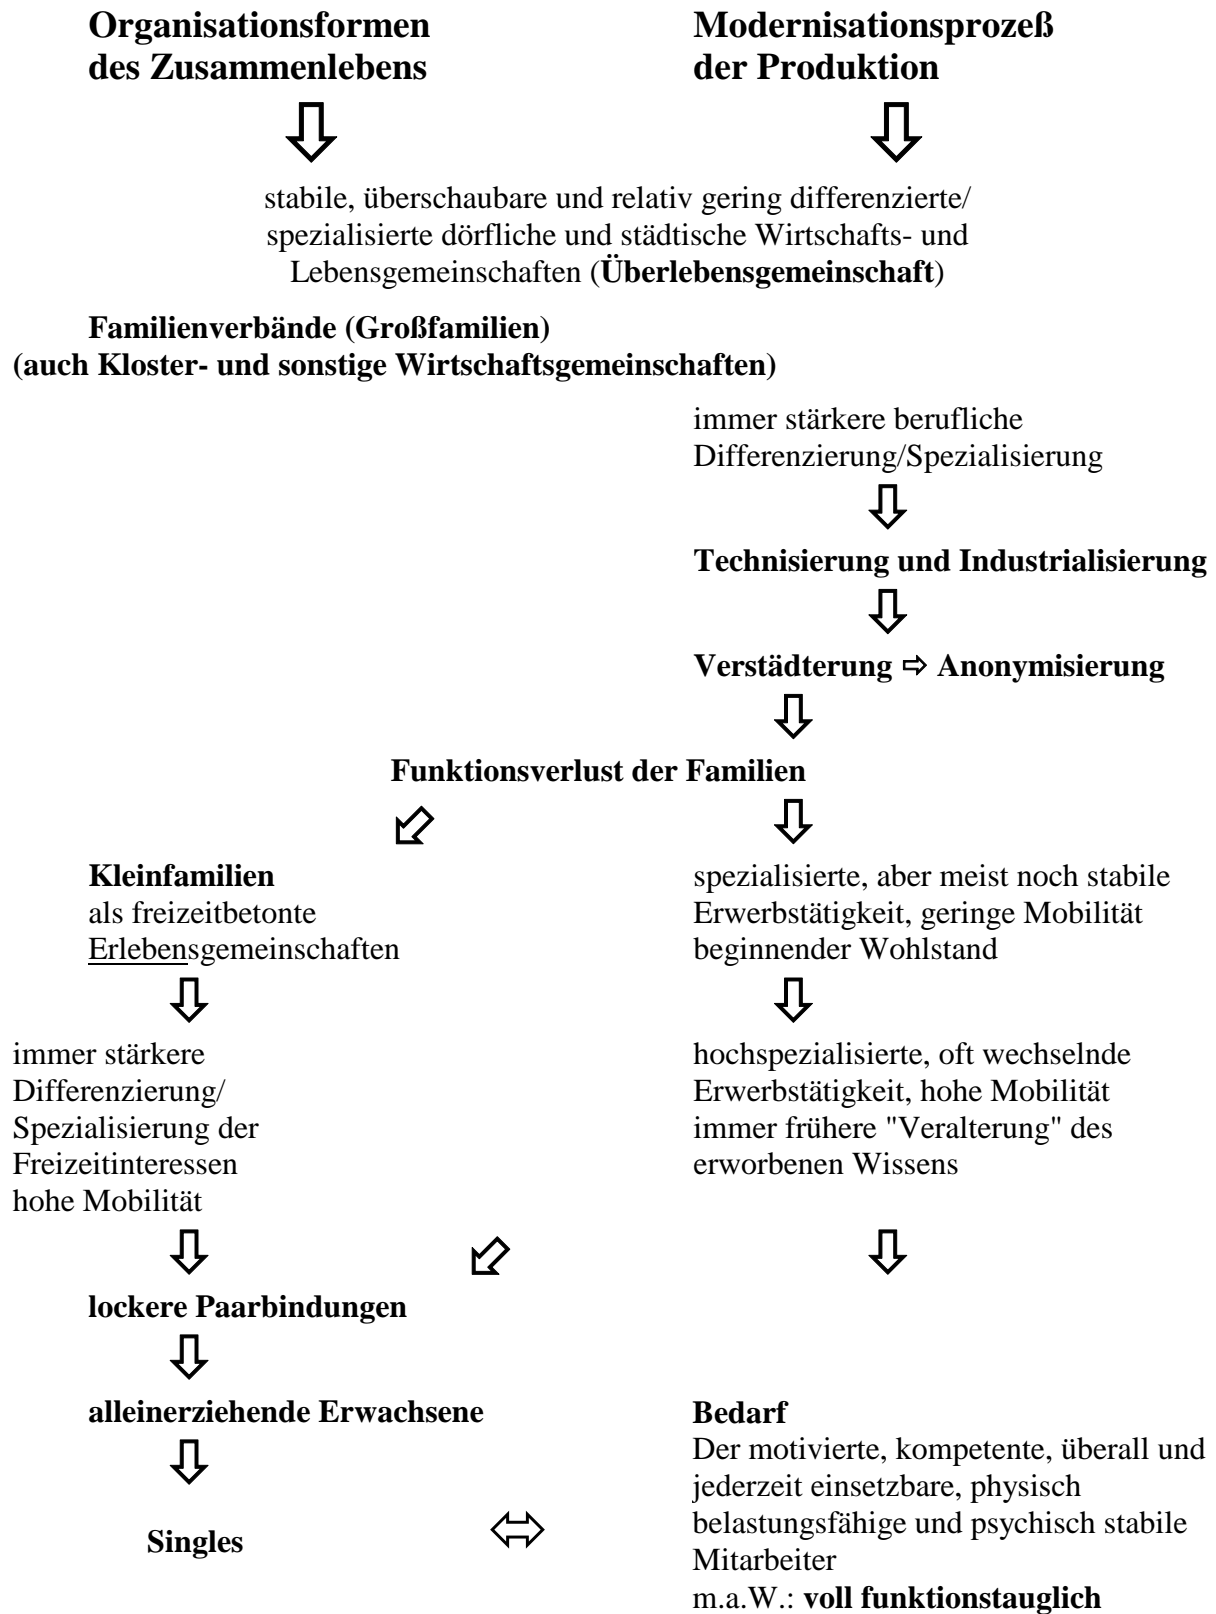 Organisationsformen
des Zusammenlebens
Modernisationsprozeß
der Produktion
stabile, überschaubare und relativ gering differenzierte/
spezialisierte dörfliche und städtische Wirtschafts- und
Lebensgemeinschaften (Überlebensgemeinschaft)
Familienverbände (Großfamilien)
(auch Kloster- und sonstige Wirtschaftsgemeinschaften)
immer stärkere berufliche
Differenzierung/Spezialisierung
Technisierung und Industrialisierung
Verstädterung ⇨ Anonymisierung
Funktionsverlust der Familien
Kleinfamilien
als freizeitbetonte
Erlebensgemeinschaften
spezialisierte, aber meist noch stabile
Erwerbstätigkeit, geringe Mobilität
beginnender Wohlstand
immer stärkere
Differenzierung/
Spezialisierung der
Freizeitinteressen
hohe Mobilität
hochspezialisierte, oft wechselnde
Erwerbstätigkeit, hohe Mobilität
immer frühere "Veralterung" des
erworbenen Wissens
lockere Paarbindungen
alleinerziehende Erwachsene
Singles
Bedarf
Der motivierte, kompetente, überall und
jederzeit einsetzbare, physisch
belastungsfähige und psychisch stabile
Mitarbeiter
m.a.W.: voll funktionstauglich